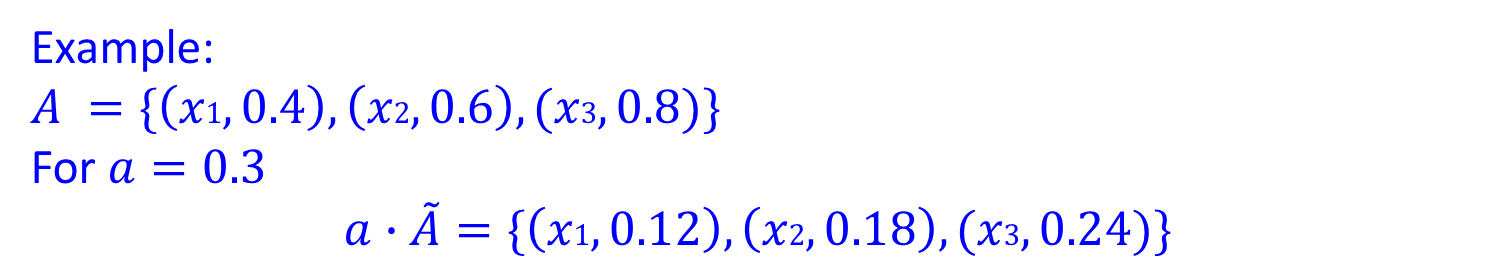 Example:
A = {(x1, 0.4), (x2, 0.6), (x3, 0.8)}
For a = 0.3
a · Ã = {(x1, 0.12), (x2, 0.18), (x3, 0.24)}